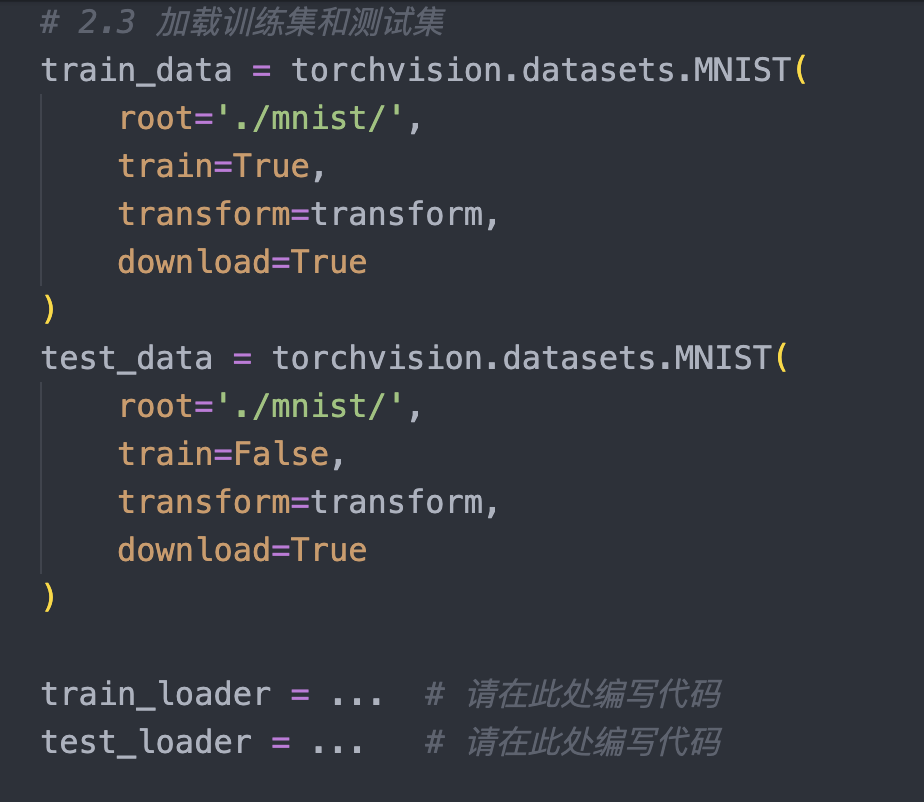 # 2.3 加载训练集和测试集
train_data = torchvision.datasets.MNIST(
    root='./mnist/',
    train=True,
    transform=transform,
    download=True
)
test_data = torchvision.datasets.MNIST(
    root='./mnist/',
    train=False,
    transform=transform,
    download=True
)

train_loader = ...  # 请在此处编写代码
test_loader = ...   # 请在此处编写代码